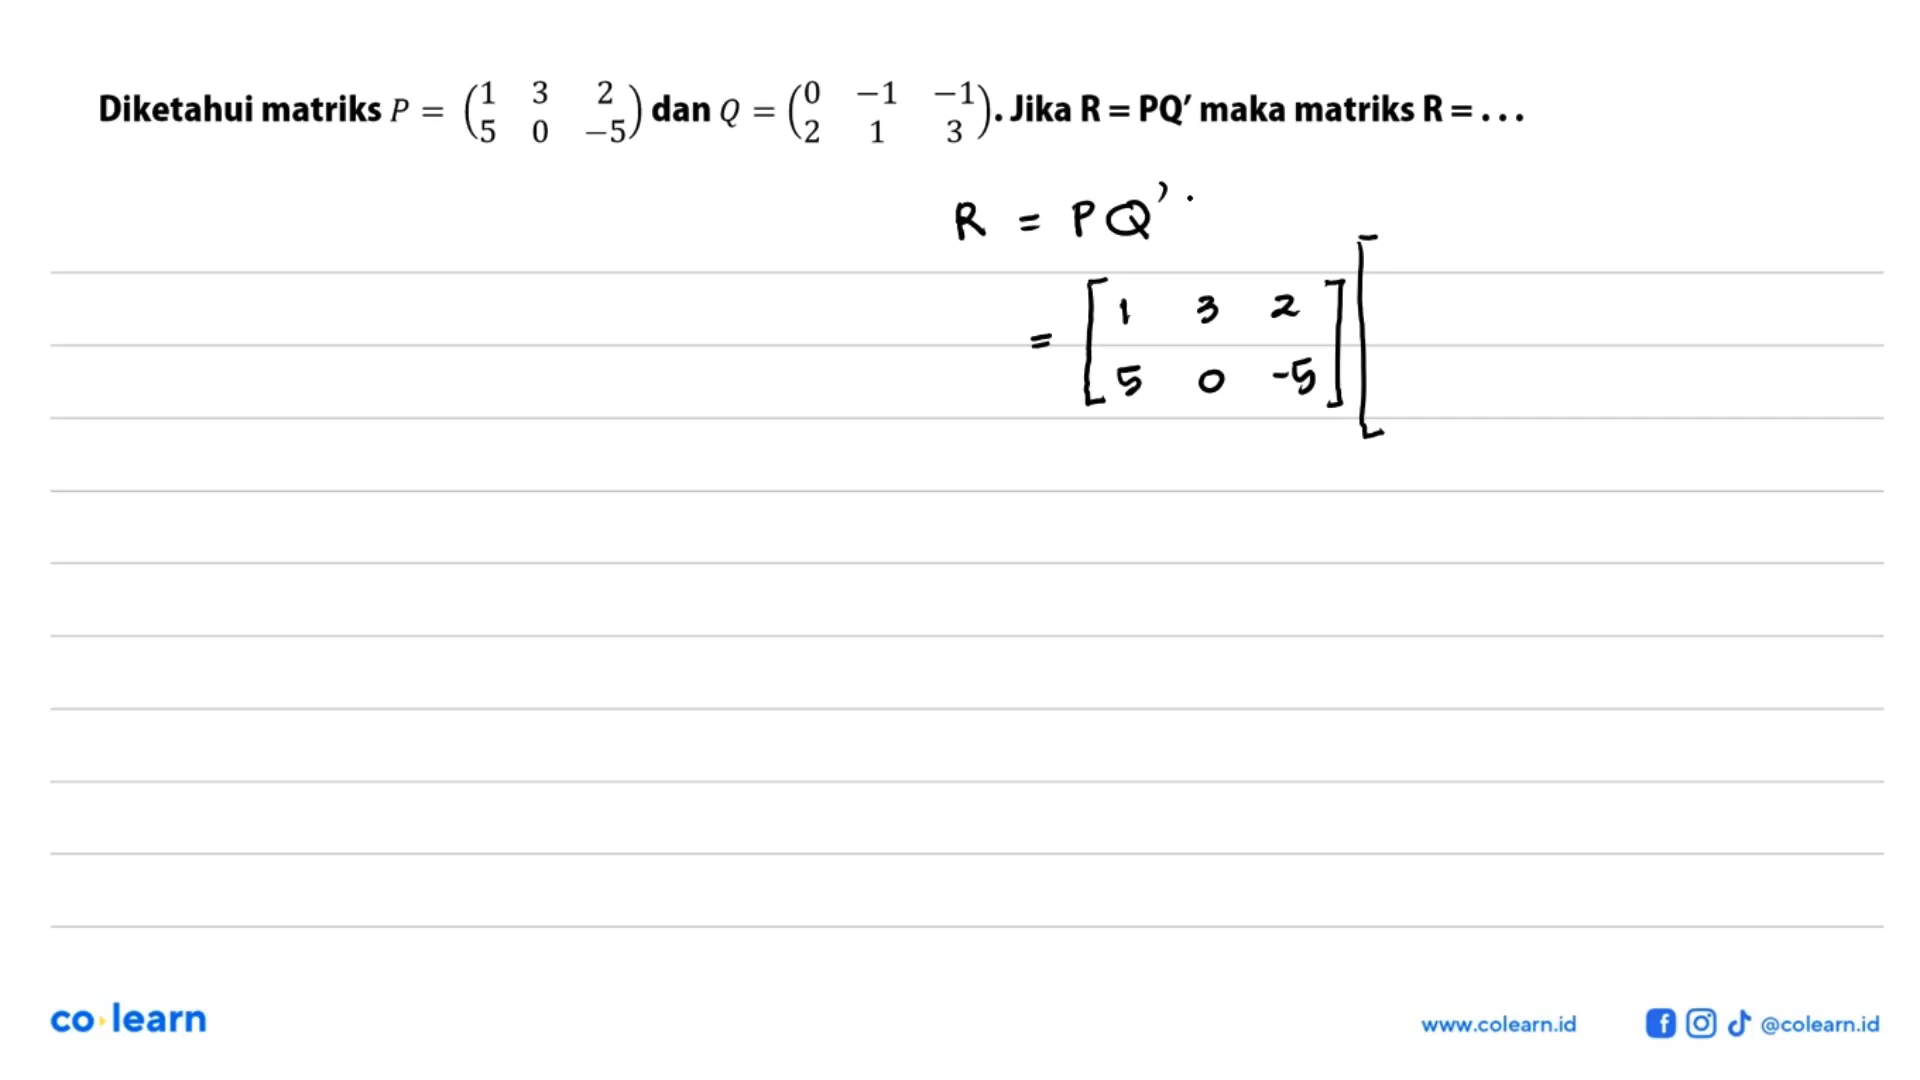 Diketahui matriks P = (1 3 2 / 5 0 −5) dan Q = (0 −1 −1 / 2 1 3). Jika R = PQ′ maka matriks R = . . .
R = PQ' .
= [1 3 2 / 5 0 -5] [
co learn
www.colearn.id @colearn.id